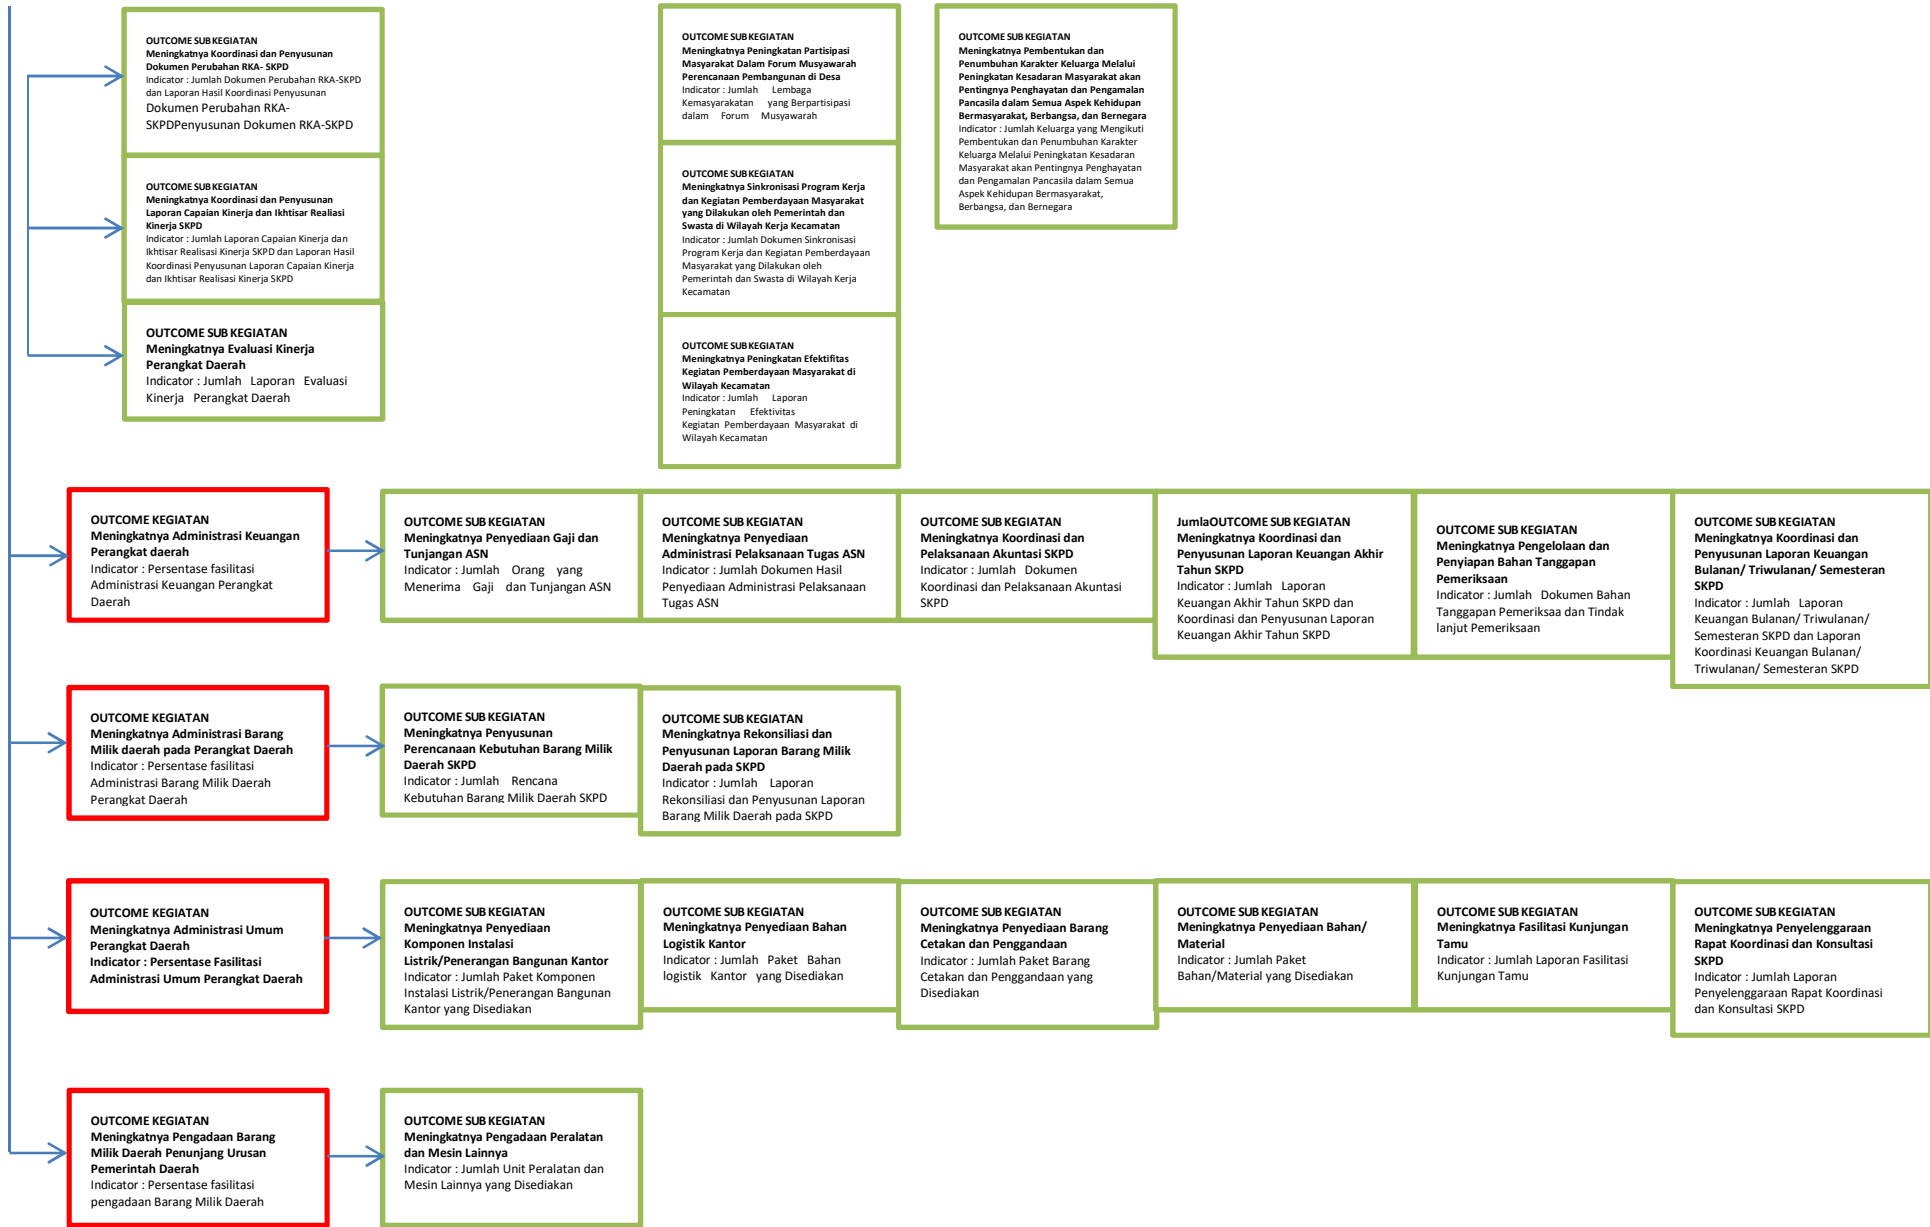 OUTCOME SUB KEGIATAN
Meningkatnya Koordinasi dan Penyusunan
Dokumen Perubahan RKA- SKPD
Indicator : Jumlah Dokumen Perubahan RKA-SKPD
dan Laporan Hasil Koordinasi Penyusunan
Dokumen Perubahan RKA-
SKPDPenyusunan Dokumen RKA-SKPD
OUTCOME SUB KEGIATAN
Meningkatnya Koordinasi dan Penyusunan
Laporan Capaian Kinerja dan Ikhtisar Realiasi
Kinerja SKPD
Indicator : Jumlah Laporan Capaian Kinerja dan
Ikhtisar Realisasi Kinerja SKPD dan Laporan Hasil
Koordinasi Penyusunan Laporan Capaian Kinerja
dan Ikhtisar Realisasi Kinerja SKPD
OUTCOME SUB KEGIATAN
Meningkatnya Evaluasi Kinerja
Perangkat Daerah
Indicator : Jumlah Laporan Evaluasi
Kinerja Perangkat Daerah
OUTCOME SUB KEGIATAN
Meningkatnya Peningkatan Partisipasi
Masyarakat Dalam Forum Musyawarah
Perencanaan Pembangunan di Desa
Indicator : Jumlah Lembaga
Kemasyarakatan yang Berpartisipasi
dalam Forum Musyawarah
OUTCOME SUB KEGIATAN
Meningkatnya Sinkronisasi Program Kerja
dan Kegiatan Pemberdayaan Masyarakat
yang Dilakukan oleh Pemerintah dan
Swasta di Wilayah Kerja Kecamatan
Indicator : Jumlah Dokumen Sinkronisasi
Program Kerja dan Kegiatan Pemberdayaan
Masyarakat yang Dilakukan oleh
Pemerintah dan Swasta di Wilayah Kerja
Kecamatan
OUTCOME SUB KEGIATAN
Meningkatnya Peningkatan Efektifitas
Kegiatan Pemberdayaan Masyarakat di
Wilayah Kecamatan
Indicator : Jumlah Laporan
Peningkatan Efektivitas
Kegiatan Pemberdayaan Masyarakat di
Wilayah Kecamatan
OUTCOME SUB KEGIATAN
Meningkatnya Pembentukan dan
Penumbuhan Karakter Keluarga Melalui
Peningkatan Kesadaran Masyarakat akan
Pentingnya Penghayatan dan Pengamalan
Pancasila dalam Semua Aspek Kehidupan
Bermasyarakat, Berbangsa, dan Bernegara
Indicator : Jumlah Keluarga yang Mengikuti
Pembentukan dan Penumbuhan Karakter
Keluarga Melalui Peningkatan Kesadaran
Masyarakat akan Pentingnya Penghayatan
dan Pengamalan Pancasila dalam Semua
Aspek Kehidupan Bermasyarakat,
Berbangsa, dan Bernegara
OUTCOME KEGIATAN
Meningkatnya Administrasi Keuangan
Perangkat daerah
Indicator : Persentase fasilitasi
Administrasi Keuangan Perangkat
Daerah
OUTCOME SUB KEGIATAN
Meningkatnya Penyediaan Gaji dan
Tunjangan ASN
Indicator : Jumlah Orang yang
Menerima Gaji dan Tunjangan ASN
OUTCOME SUB KEGIATAN
Meningkatnya Penyediaan
Administrasi Pelaksanaan Tugas ASN
Indicator : Jumlah Dokumen Hasil
Penyediaan Administrasi Pelaksanaan
Tugas ASN
OUTCOME SUB KEGIATAN
Meningkatnya Koordinasi dan
Pelaksanaan Akuntasi SKPD
Indicator : Jumlah Dokumen
Koordinasi dan Pelaksanaan Akuntasi
SKPD
JumlaOUTCOME SUB KEGIATAN
Meningkatnya Koordinasi dan
Penyusunan Laporan Keuangan Akhir
Tahun SKPD
Indicator : Jumlah Laporan
Keuangan Akhir Tahun SKPD dan
Koordinasi dan Penyusunan Laporan
Keuangan Akhir Tahun SKPD
OUTCOME SUB KEGIATAN
Meningkatnya Pengelolaan dan
Penyiapan Bahan Tanggapan
Pemeriksaan
Indicator : Jumlah Dokumen Bahan
Tanggapan Pemeriksaa dan Tindak
lanjut Pemeriksaan
OUTCOME SUB KEGIATAN
Meningkatnya Koordinasi dan
Penyusunan Laporan Keuangan
Bulanan/ Triwulanan/ Semesteran
SKPD
Indicator : Jumlah Laporan
Keuangan Bulanan/ Triwulanan/
Semesteran SKPD dan Laporan
Koordinasi Keuangan Bulanan/
Triwulanan/ Semesteran SKPD
OUTCOME KEGIATAN
Meningkatnya Administrasi Barang
Milik daerah pada Perangkat Daerah
Indicator : Persentase fasilitasi
Administrasi Barang Milik Daerah
Perangkat Daerah
OUTCOME SUB KEGIATAN
Meningkatnya Penyusunan
Perencanaan Kebutuhan Barang Milik
Daerah SKPD
Indicator : Jumlah Rencana
Kebutuhan Barang Milik Daerah SKPD
OUTCOME SUB KEGIATAN
Meningkatnya Rekonsiliasi dan
Penyusunan Laporan Barang Milik
Daerah pada SKPD
Indicator : Jumlah Laporan
Rekonsiliasi dan Penyusunan Laporan
Barang Milik Daerah pada SKPD
OUTCOME KEGIATAN
Meningkatnya Administrasi Umum
Perangkat Daerah
Indicator : Persentase Fasilitasi
Administrasi Umum Perangkat Daerah
OUTCOME SUB KEGIATAN
Meningkatnya Penyediaan
Komponen Instalasi
Listrik/Penerangan Bangunan Kantor
Indicator : Jumlah Paket Komponen
Instalasi Listrik/Penerangan Bangunan
Kantor yang Disediakan
OUTCOME SUB KEGIATAN
Meningkatnya Penyediaan Bahan
Logistik Kantor
Indicator : Jumlah Paket Bahan
logistik Kantor yang Disediakan
OUTCOME SUB KEGIATAN
Meningkatnya Penyediaan Barang
Cetakan dan Penggandaan
Indicator : Jumlah Paket Barang
Cetakan dan Penggandaan yang
Disediakan
OUTCOME SUB KEGIATAN
Meningkatnya Penyediaan Bahan/
Material
Indicator : Jumlah Paket
Bahan/Material yang Disediakan
OUTCOME SUB KEGIATAN
Meningkatnya Fasilitasi Kunjungan
Tamu
Indicator : Jumlah Laporan Fasilitasi
Kunjungan Tamu
OUTCOME SUB KEGIATAN
Meningkatnya Penyelenggaraan
Rapat Koordinasi dan Konsultasi
SKPD
Indicator : Jumlah Laporan
Penyelenggaraan Rapat Koordinasi
dan Konsultasi SKPD
OUTCOME KEGIATAN
Meningkatnya Pengadaan Barang
Milik Daerah Penunjang Urusan
Pemerintah Daerah
Indicator : Persentase fasilitasi
pengadaan Barang Milik Daerah
OUTCOME SUB KEGIATAN
Meningkatnya Pengadaan Peralatan
dan Mesin Lainnya
Indicator : Jumlah Unit Peralatan dan
Mesin Lainnya yang Disediakan